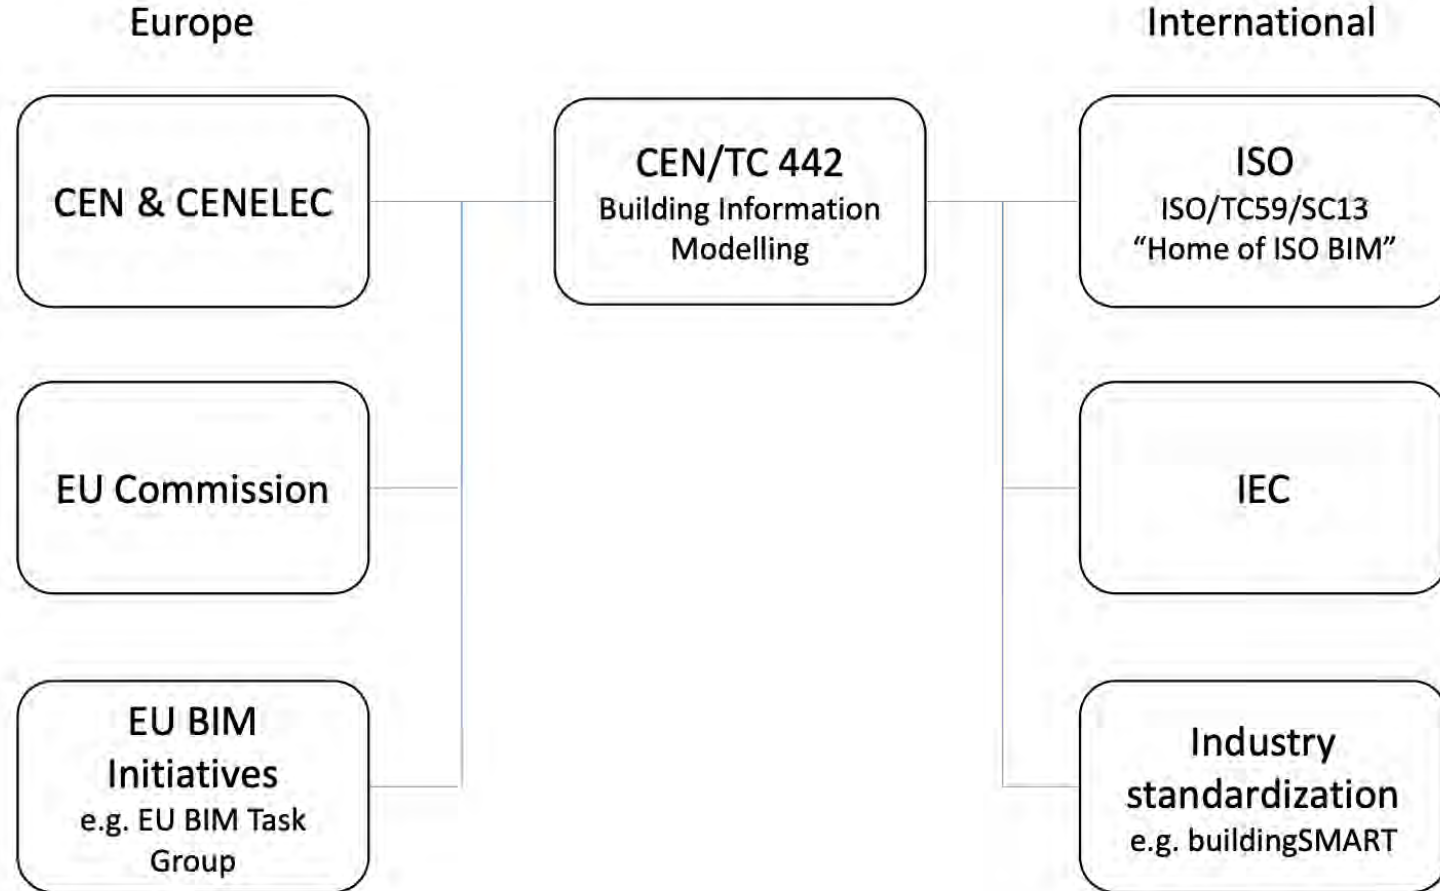 Europe
International
CEN & CENELEC
CEN/TC 442
Building Information
Modelling
ISO
ISO/TC59/SC13
“Home of ISO BIM”
EU Commission
IEC
EU BIM
Initiatives
e.g. EU BIM Task
Group
Industry
standardization
e.g. buildingSMART